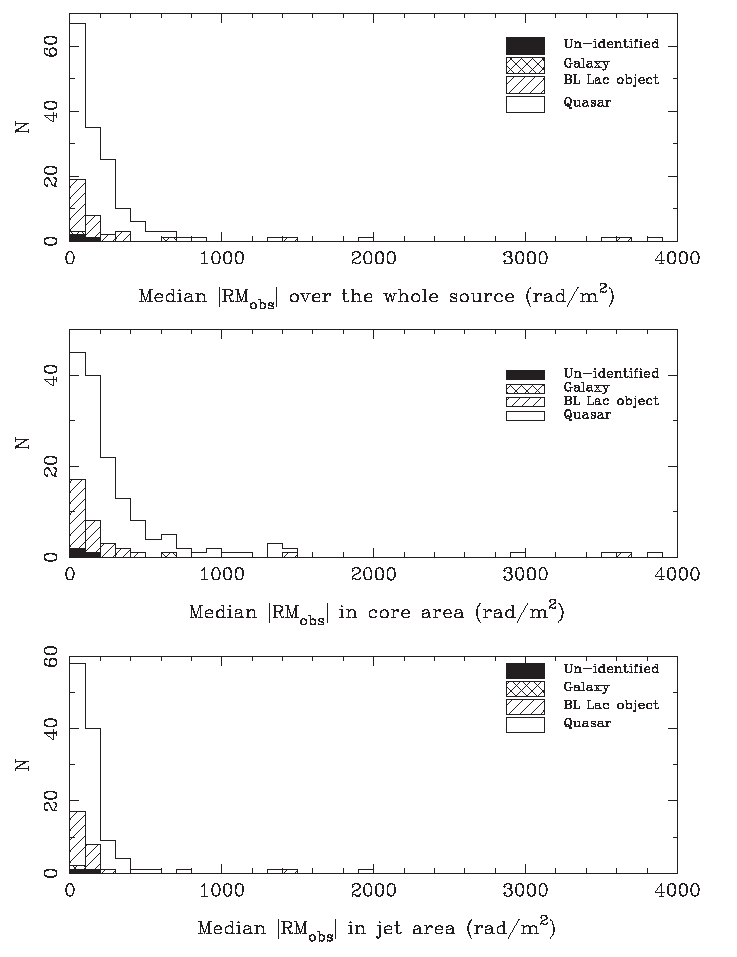 60
40
20
0
N
Un-identified
Galaxy
BL Lac object
Quasar
0 1000 2000 3000 4000
Median |RMobs| over the whole source (rad/m²)
40
20
0
N
Un-identified
Galaxy
BL Lac object
Quasar
0 1000 2000 3000 4000
Median |RMobs| in core area (rad/m²)
60
40
20
0
N
Un-identified
Galaxy
BL Lac object
Quasar
0 1000 2000 3000 4000
Median |RMobs| in jet area (rad/m²)